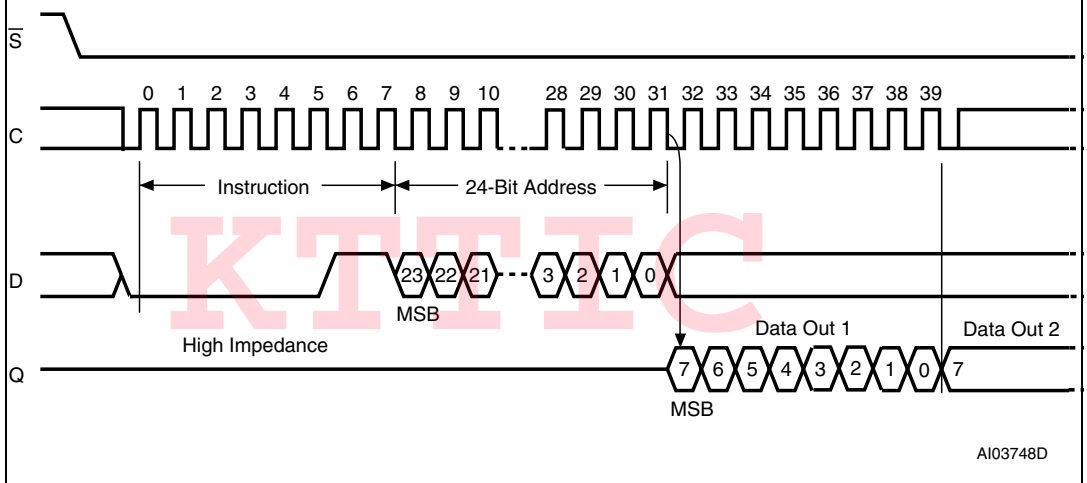 S
0 1 2 3 4 5 6 7 8 9 10 28 29 30 31 32 33 34 35 36 37 38 39
C
Instruction 24-Bit Address
KTTIC
D 23 22 21 3 2 1 0
MSB
High Impedance Data Out 1 Data Out 2
Q 7 6 5 4 3 2 1 0 7
MSB
AI03748D